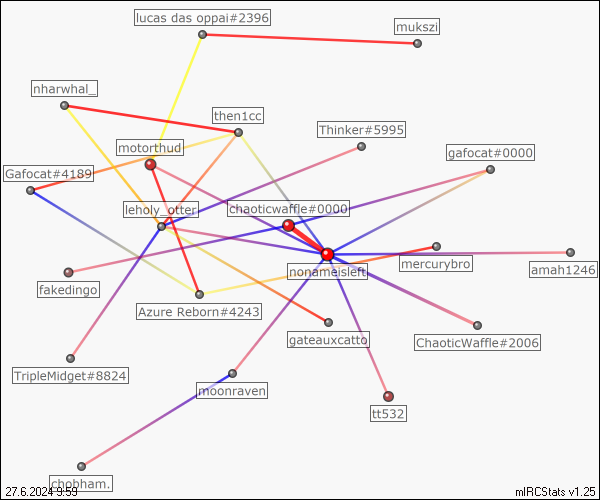 lucas das oppai#2396
mukszi
nharwhal_
then1cc
Thinker#5995
motorthud
gafocat#0000
Gafocat#4189
leholy_otter
chaoticwaffle#0000
mercurybro
nonameisleft
amah1246
fakedingo
Azure Reborn#4243
gateauxcatto
ChaoticWaffle#2006
TripleMidget#8824
moonraven
tt532
chobham.
27.6.2024 9:59
mIRCStats v1.25